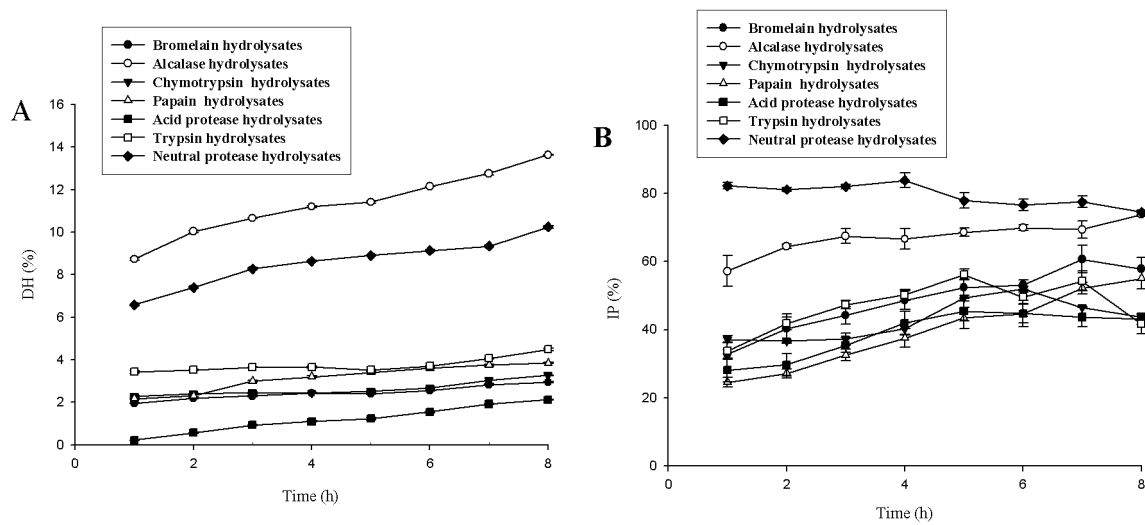 A
Bromelain hydrolysates
Alcalase hydrolysates
Chymotrypsin hydrolysates
Papain hydrolysates
Acid protease hydrolysates
Trypsin hydrolysates
Neutral protease hydrolysates
DH (%)
16
14
12
10
8
6
4
2
0
0 2 4 6 8
Time (h)
B
Bromelain hydrolysates
Alcalase hydrolysates
Chymotrypsin hydrolysates
Papain hydrolysates
Acid protease hydrolysates
Trypsin hydrolysates
Neutral protease hydrolysates
IP (%)
100
80
60
40
20
0
0 2 4 6 8
Time (h)